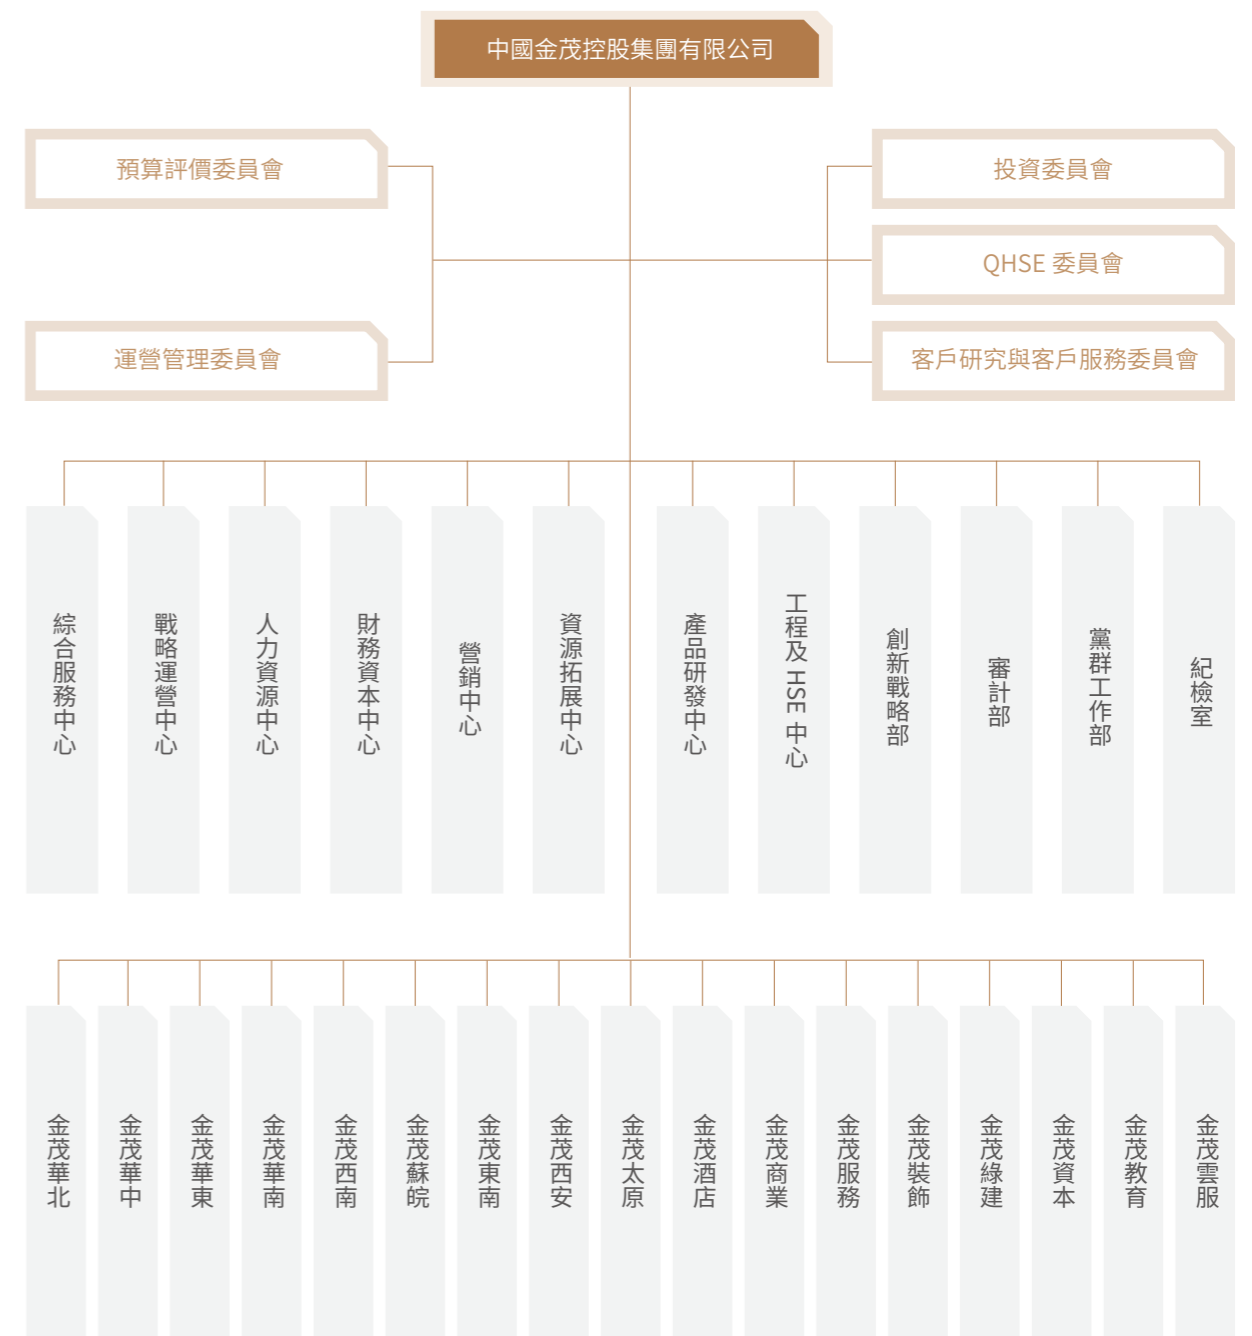 中國金茂控股集團有限公司
預算評價委員會
投資委員會
QHSE 委員會
運營管理委員會
客戶研究與客戶服務委員會
綜合服務中心
戰略運營中心
人力資源中心
財務資本中心
營銷中心
資源拓展中心
產品研發中心
工程及 HSE 中心
創新戰略部
審計部
黨群工作部
紀檢室
金茂華北
金茂華中
金茂華東
金茂華南
金茂西南
金茂蘇皖
金茂東南
金茂西安
金茂太原
金茂酒店
金茂商業
金茂服務
金茂裝飾
金茂綠建
金茂資本
金茂教育
金茂雲服